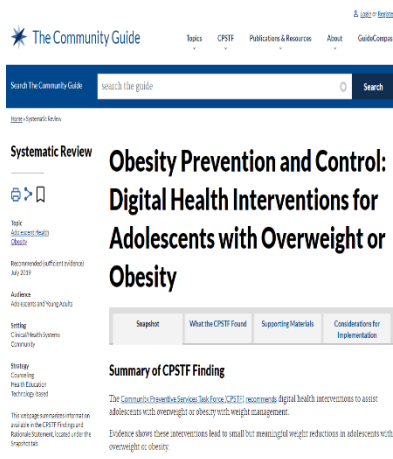 Login or Register
The Community Guide
Topics CPSTF Publications & Resources About GuideCompass
Search The Community Guide
search the guide
Search
Home › Systematic Review
Systematic Review
Topic
Adolescent Health
Obesity
Recommended (sufficient evidence)
July 2019
Audience
Adolescents and Young Adults
Setting
Clinical/Health Systems
Community
Strategy
Counseling
Health Education
Technology-based
This webpage summarizes information
available in the CPSTF Findings and
Rationale Statement, located under the
Snapshot tab.
Obesity Prevention and Control:
Digital Health Interventions for
Adolescents with Overweight or
Obesity
Snapshot
What the CPSTF Found
Supporting Materials
Considerations for
Implementation
Summary of CPSTF Finding
The Community Preventive Services Task Force (CPSTF) recommends digital health interventions to assist
adolescents with overweight or obesity with weight management.
Evidence shows these interventions lead to small but meaningful weight reductions in adolescents with
overweight or obesity.